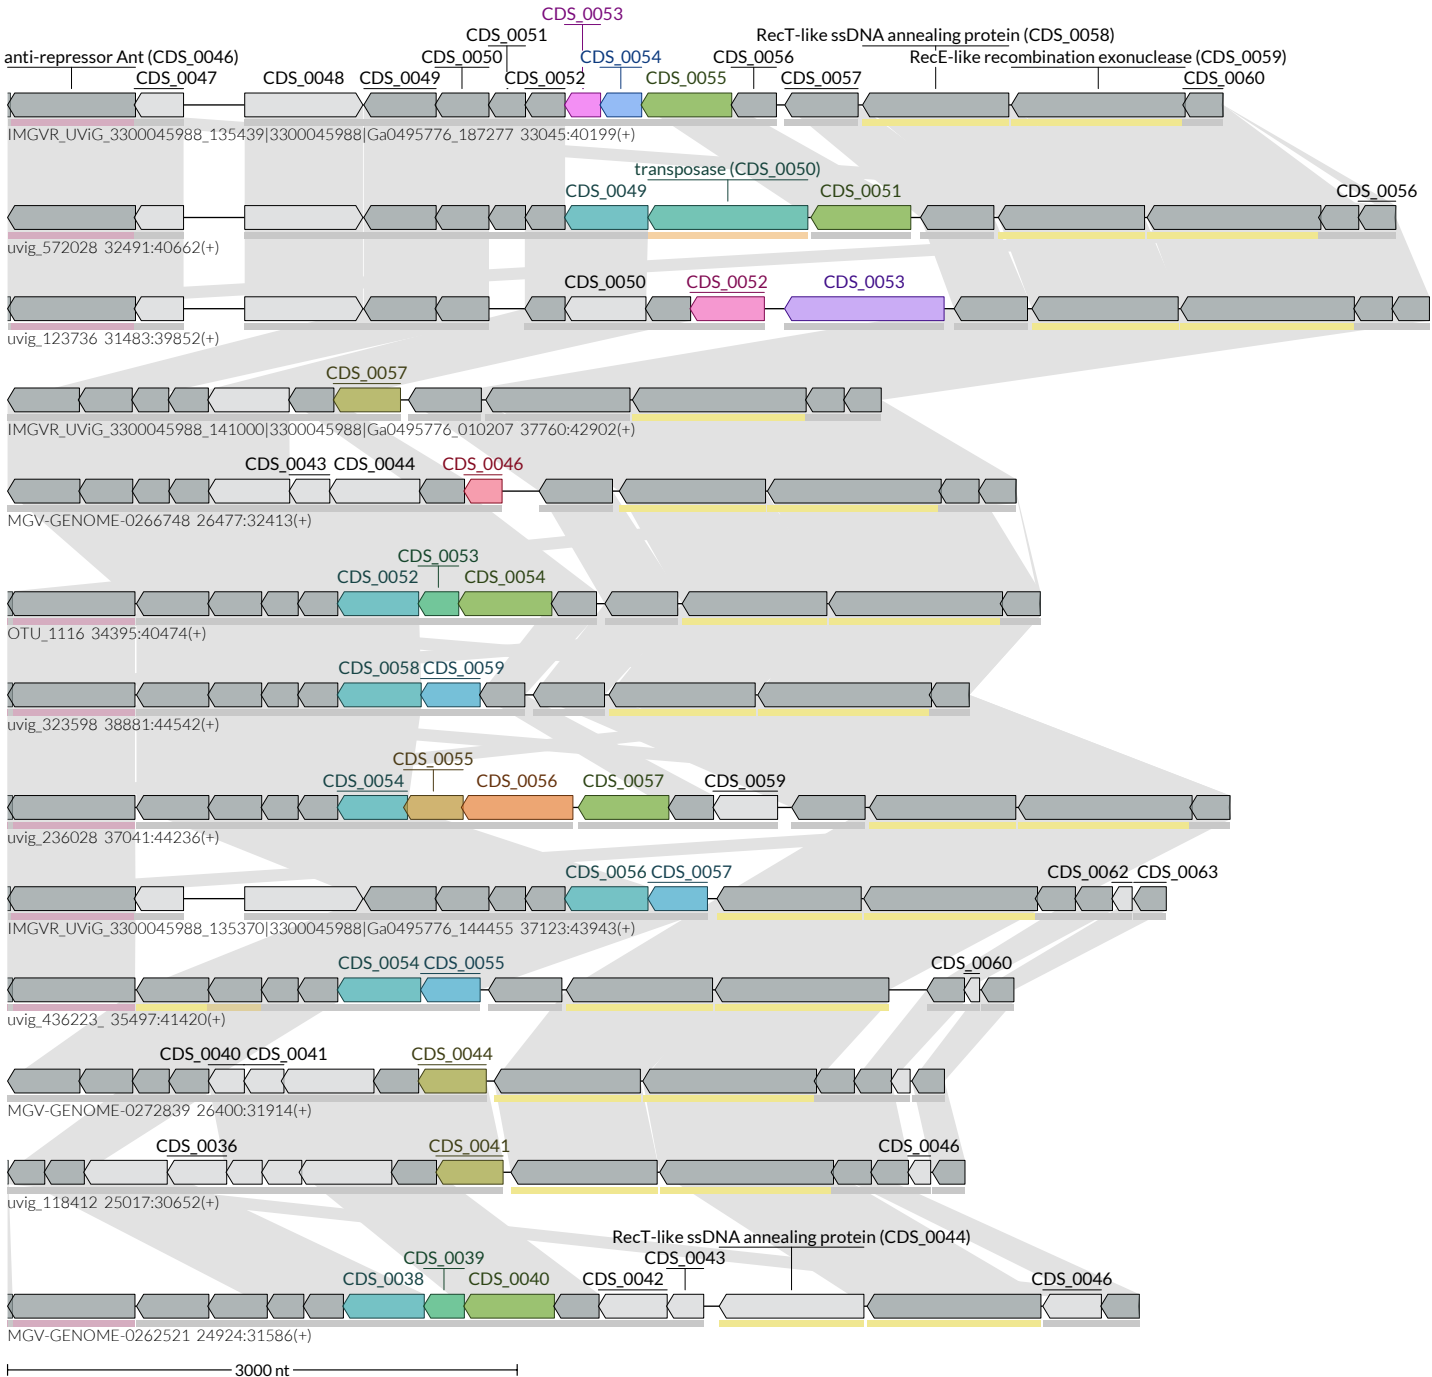 CDS_0053
CDS_0051
RecT-like ssDNA annealing protein (CDS_0058)
anti-repressor Ant (CDS_0046)
CDS_0050
CDS_0054
CDS_0056
RecE-like recombination exonuclease (CDS_0059)
CDS_0047
CDS_0048
CDS_0049
CDS_0052
CDS_0055
CDS_0057
CDS_0060
IMGVR_UViG_3300045988_135439|3300045988|Ga0495776_187277 33045:40199(+)
transposase (CDS_0050)
CDS_0049
CDS_0051
CDS_0056
uvig_572028 32491:40662(+)
CDS_0050
CDS_0052
CDS_0053
uvig_123736 31483:39852(+)
CDS_0057
IMGVR_UViG_3300045988_141000|3300045988|Ga0495776_010207 37760:42902(+)
CDS_0043
CDS_0044
CDS_0046
MGV-GENOME-0266748 26477:32413(+)
CDS_0053
CDS_0052
CDS_0054
OTU_1116 34395:40474(+)
CDS_0058
CDS_0059
uvig_323598 38881:44542(+)
CDS_0055
CDS_0054
CDS_0056
CDS_0057
CDS_0059
uvig_236028 37041:44236(+)
CDS_0056
CDS_0057
CDS_0062
CDS_0063
IMGVR_UViG_3300045988_135370|3300045988|Ga0495776_144455 37123:43943(+)
CDS_0054
CDS_0055
CDS_0060
uvig_436223_ 35497:41420(+)
CDS_0040
CDS_0041
CDS_0044
MGV-GENOME-0272839 26400:31914(+)
CDS_0036
CDS_0041
CDS_0046
uvig_118412 25017:30652(+)
RecT-like ssDNA annealing protein (CDS_0044)
CDS_0039
CDS_0043
CDS_0038
CDS_0040
CDS_0042
CDS_0046
MGV-GENOME-0262521 24924:31586(+)
3000 nt